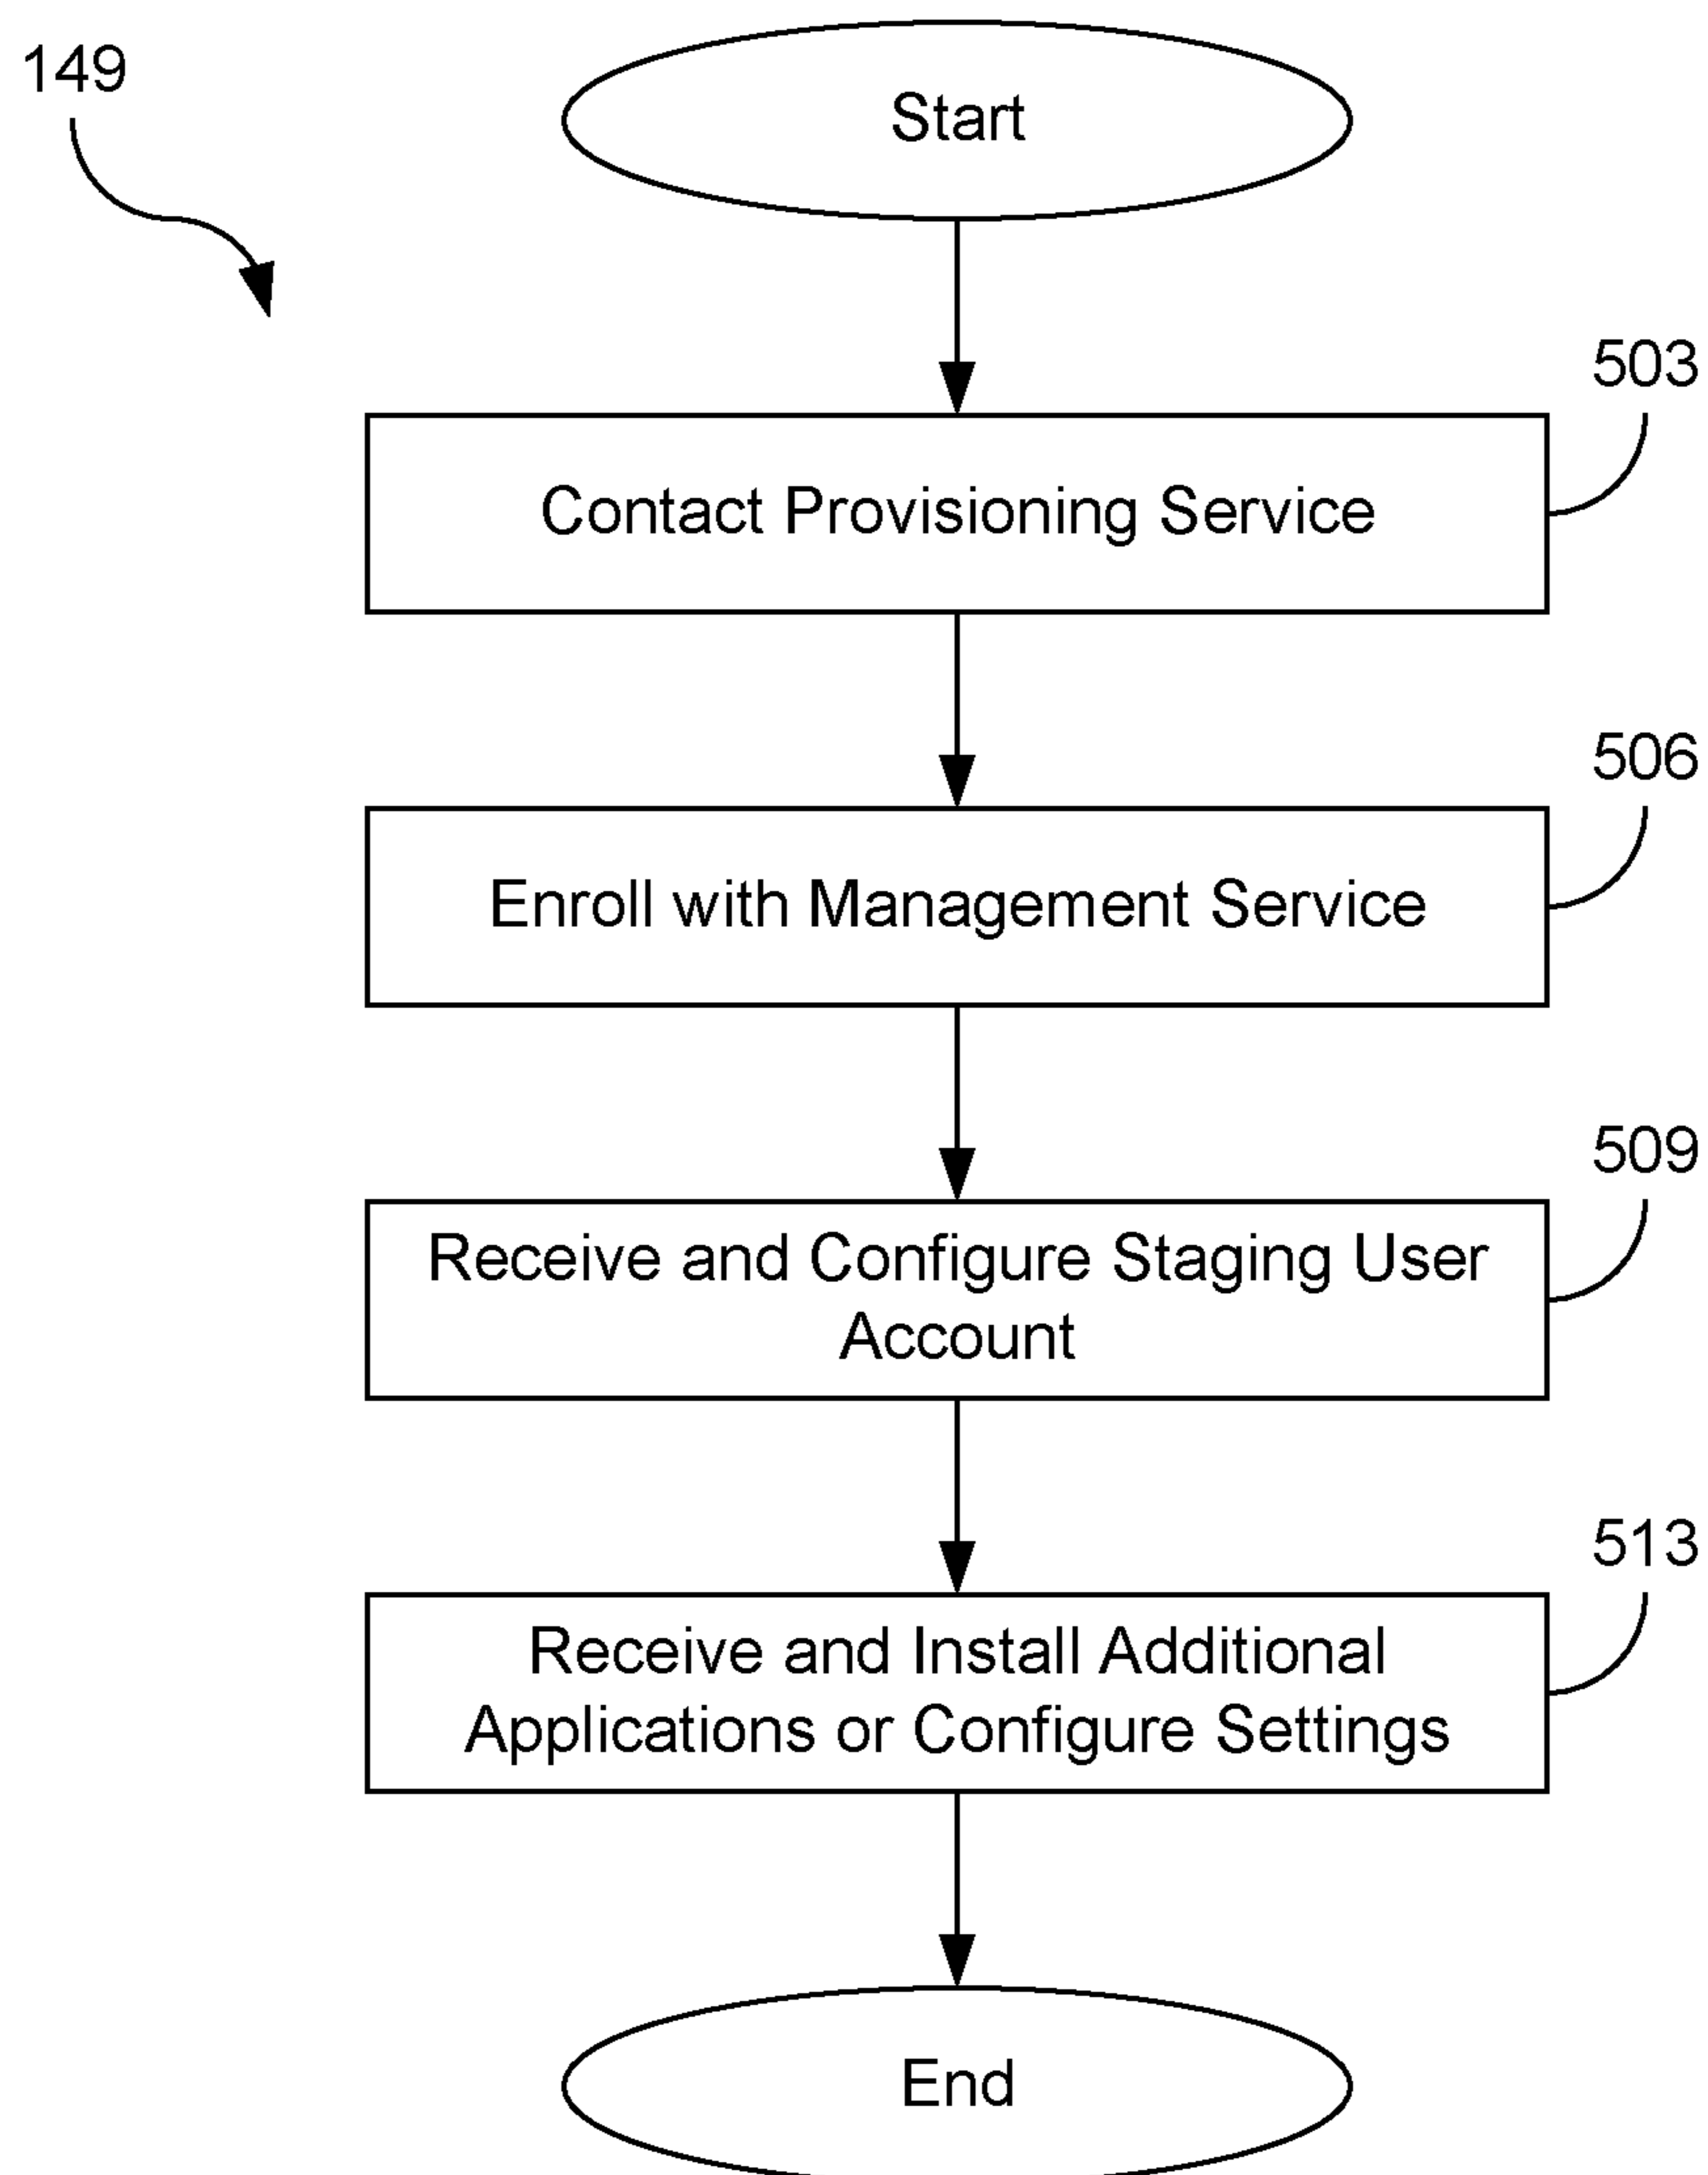 149
Start
503
Contact Provisioning Service
506
Enroll with Management Service
509
Receive and Configure Staging User
Account
513
Receive and Install Additional
Applications or Configure Settings
End